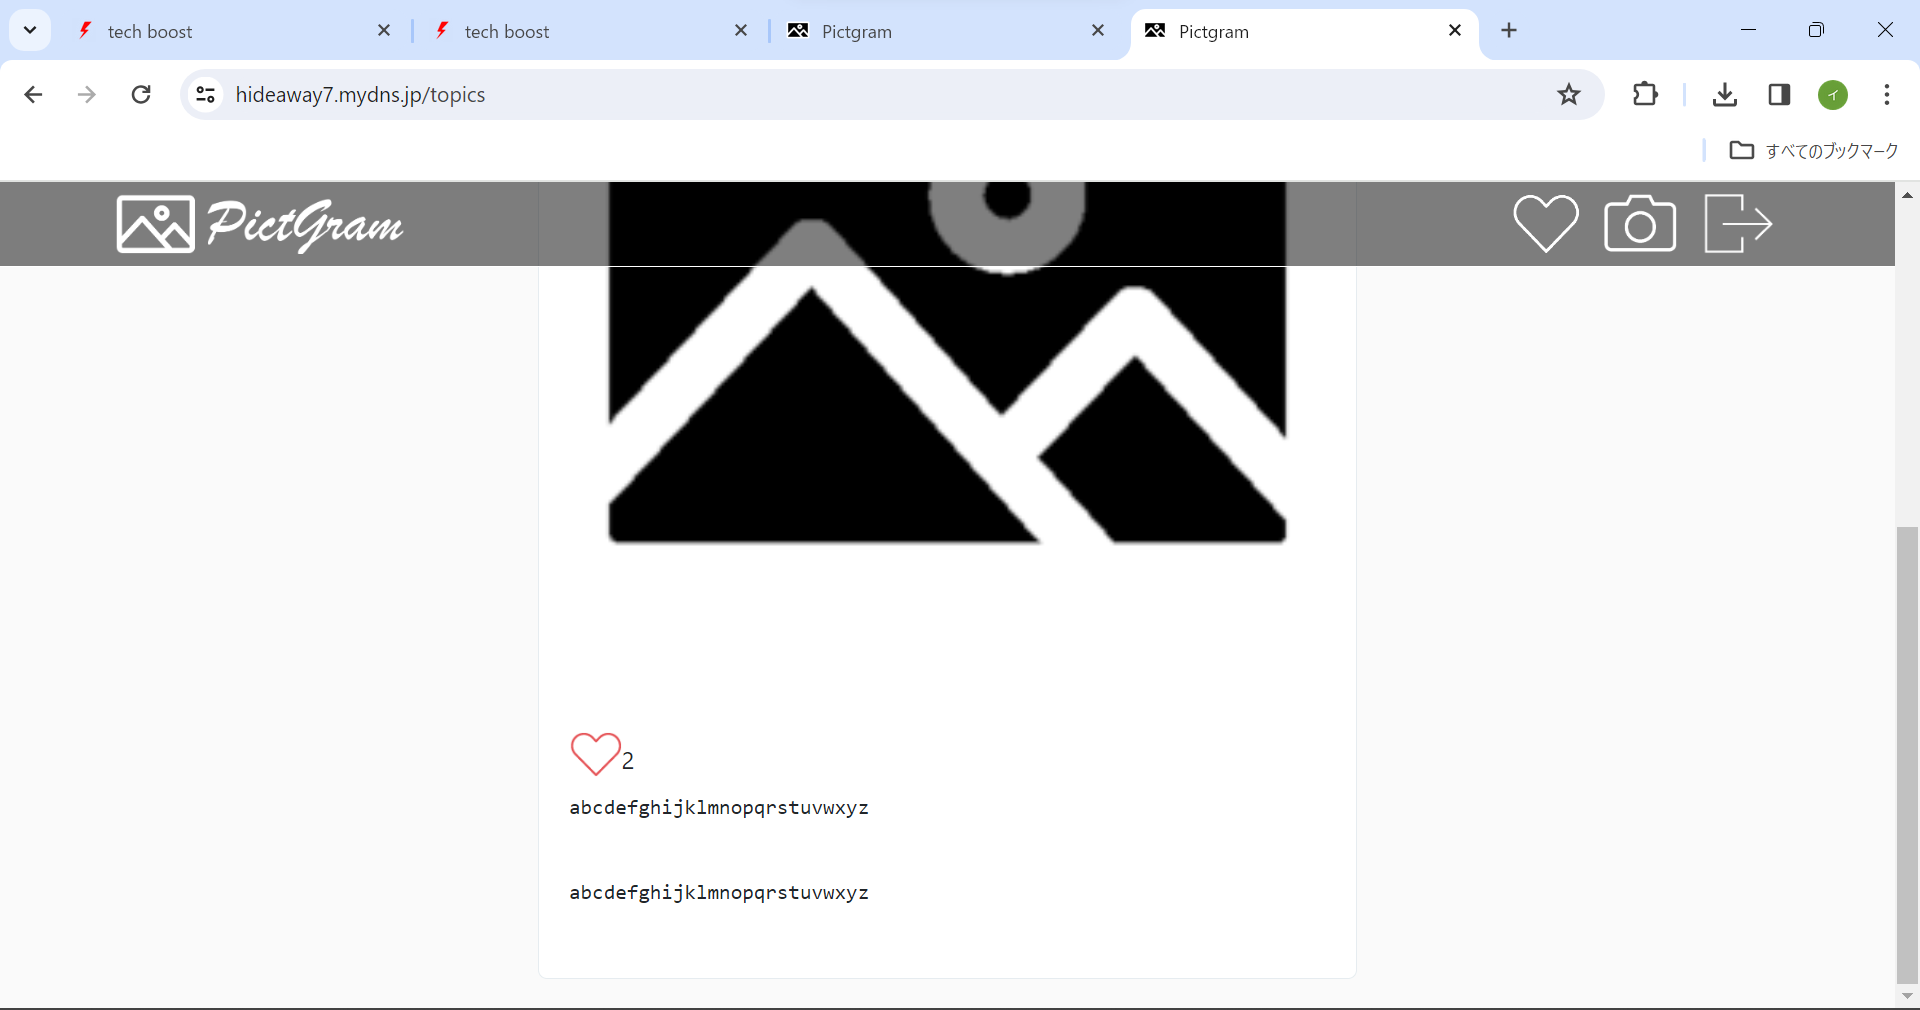 tech boost
tech boost
Pictgram
Pictgram
hideaway7.mydns.jp/topics
イ
すべてのブックマーク
PictGram
2
abcdefghijklmnopqrstuvwxyz
abcdefghijklmnopqrstuvwxyz